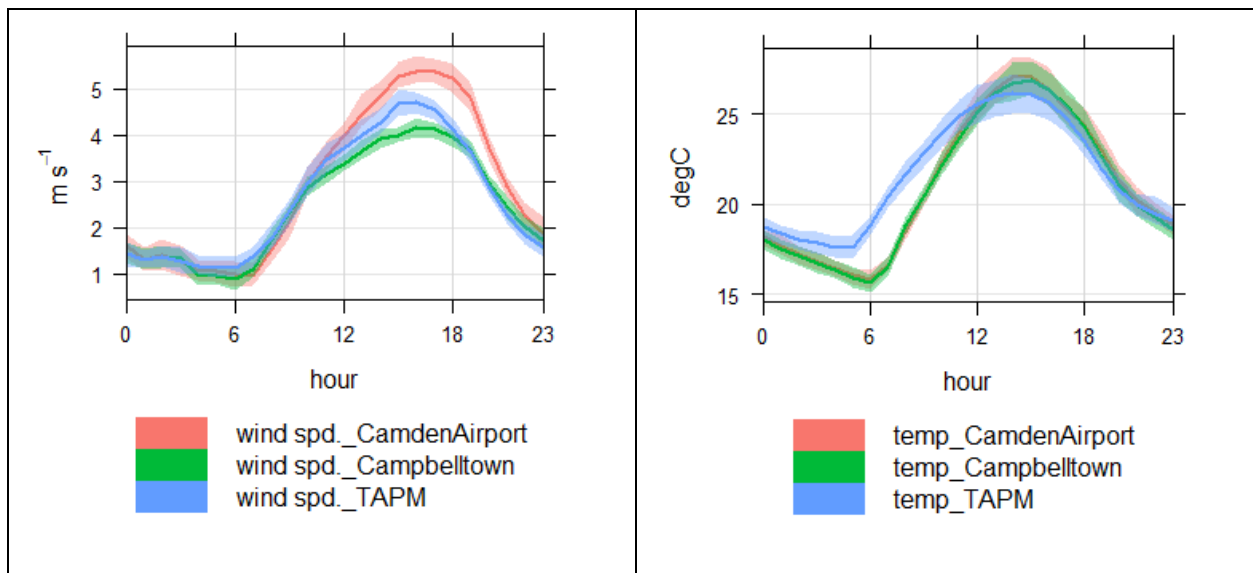 5
4
3
2
1
m s⁻¹
0 6 12 18 23
hour
wind spd._CamdenAirport
wind spd._Campbelltown
wind spd._TAPM
25
20
15
degC
0 6 12 18 23
hour
temp_CamdenAirport
temp_Campbelltown
temp_TAPM